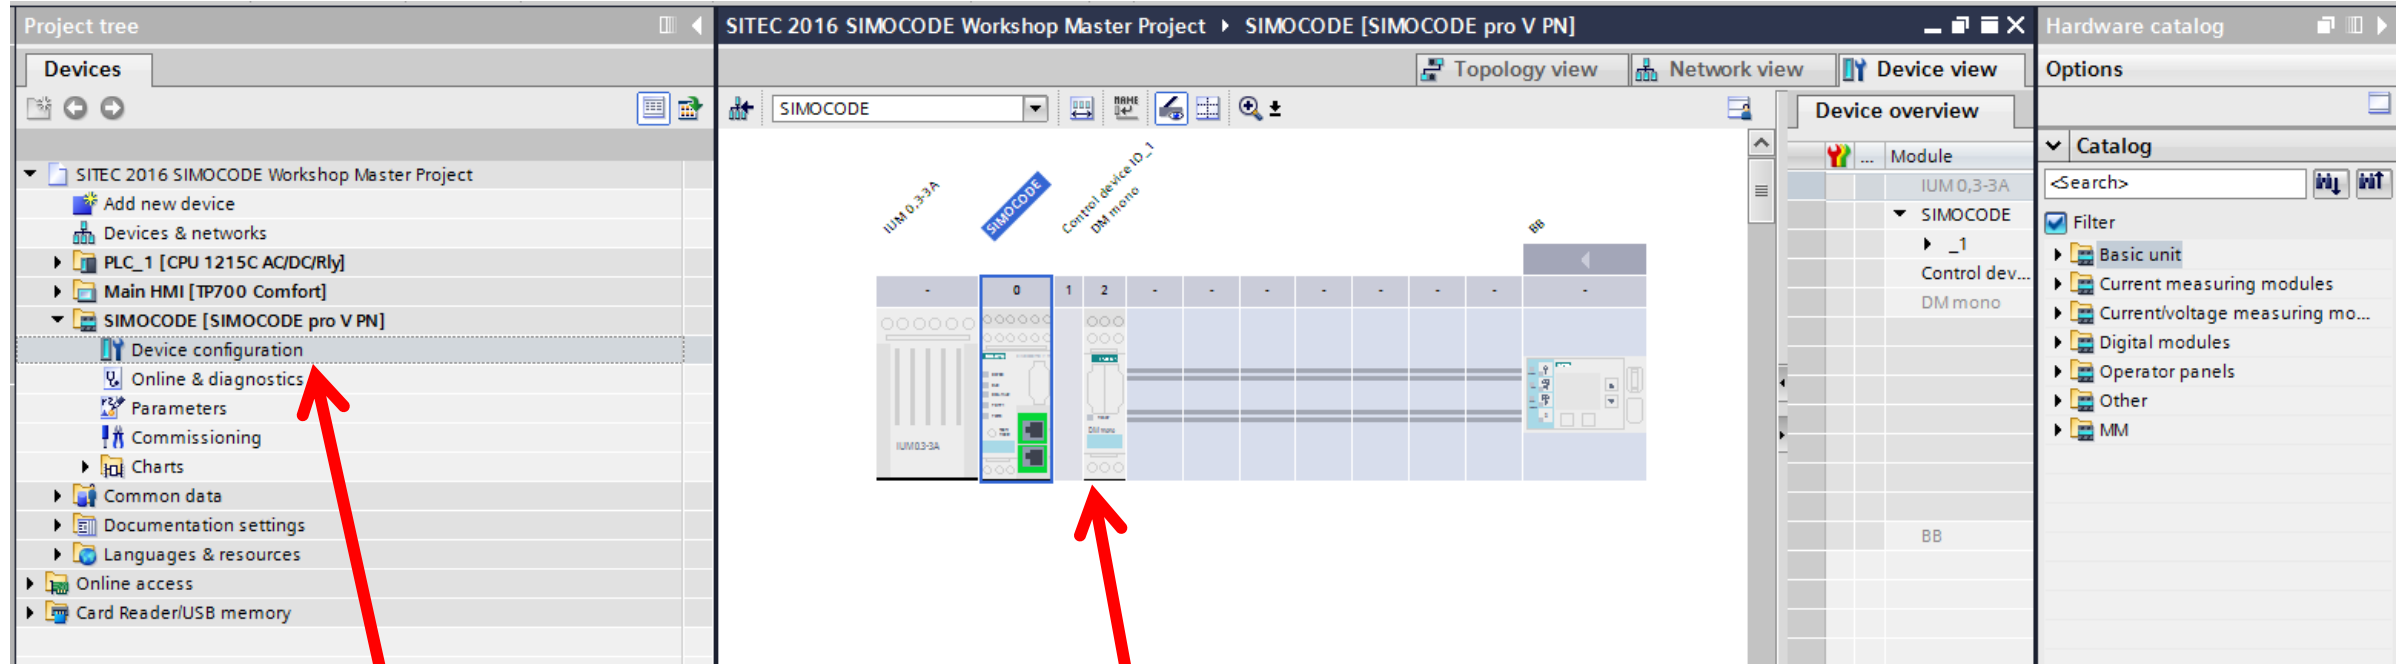 Project tree
Devices
SITEC 2016 SIMOCODE Workshop Master Project
Add new device
Devices & networks
PLC_1 [CPU 1215C AC/DC/Rly]
Main HMI [TP700 Comfort]
SIMOCODE [SIMOCODE pro V PN]
Device configuration
Online & diagnostics
Parameters
Commissioning
Charts
Common data
Documentation settings
Languages & resources
Online access
Card Reader/USB memory
SITEC 2016 SIMOCODE Workshop Master Project SIMOCODE [SIMOCODE pro V PN]
Topology view Network view Device view
SIMOCODE
IUM 0,3-3A
SIMOCODE
Control device IO_1
DM mono
BB
- 0 1 2 - - - - - - - -
IUM 0.3-3A
DM mono
Device overview
... Module
IUM 0,3-3A
SIMOCODE
_1
Control dev...
DM mono
BB
Hardware catalog
Options
Catalog
<Search>
Filter
Basic unit
Current measuring modules
Current/voltage measuring mo...
Digital modules
Operator panels
Other
MM